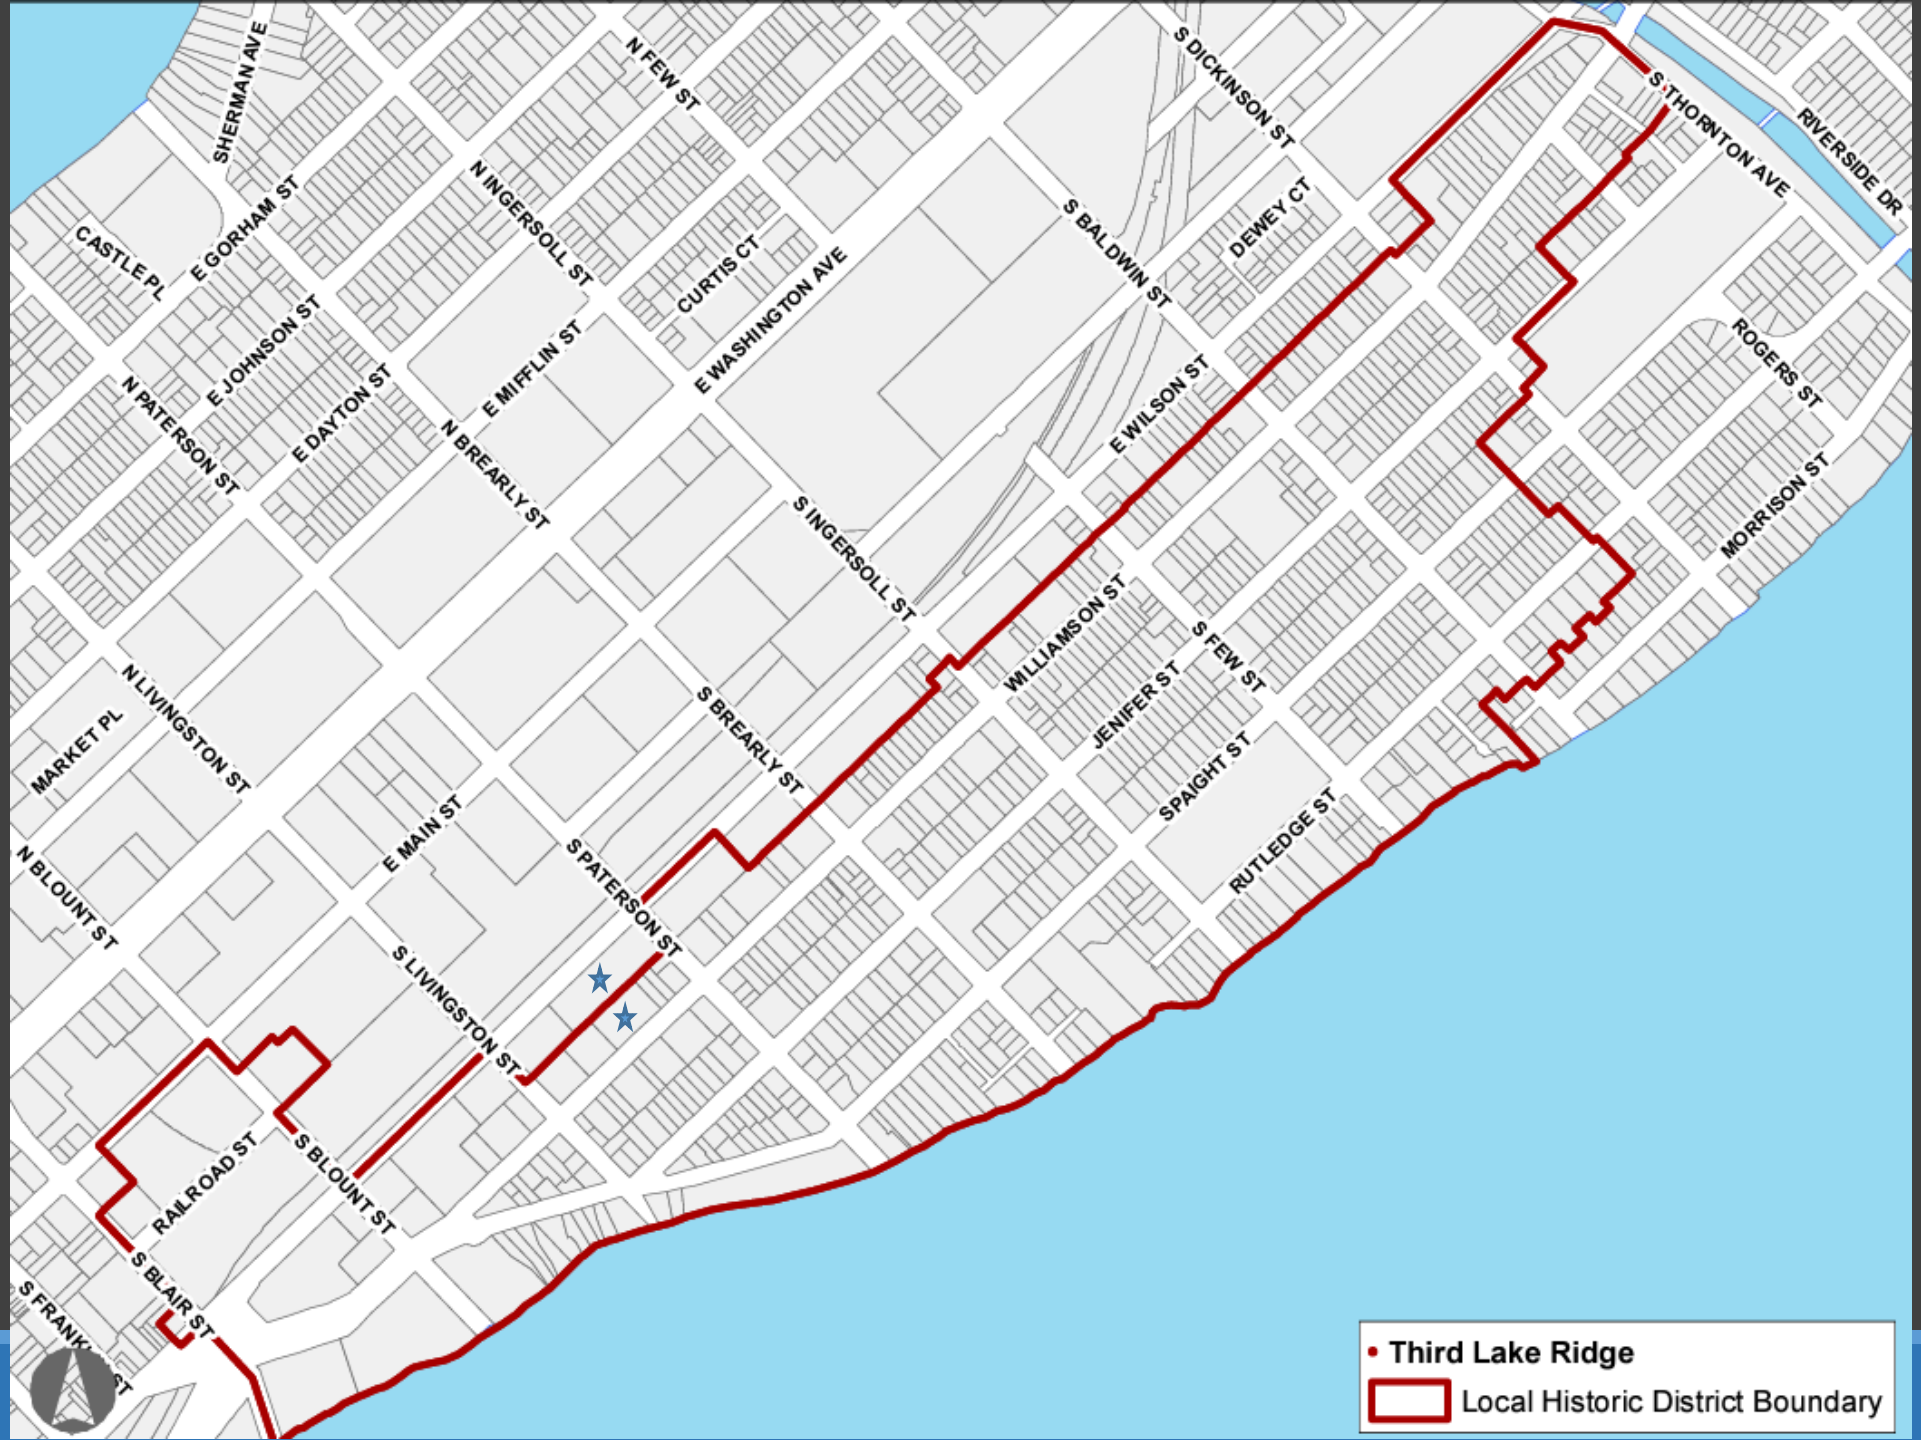 SHERMAN AVE
N FEW ST
S DICKINSON ST
S THORNTON AVE
RIVERSIDE DR
CASTLE PL
E GORHAM ST
N INGERSOLL ST
CURTIS CT
S BALDWIN ST
DEWEY CT
E JOHNSON ST
E MIFFLIN ST
E WASHINGTON AVE
ROGERS ST
N PATERSON ST
E DAYTON ST
N BREARLY ST
E WILSON ST
MORRISON ST
S INGERSOLL ST
WILLIAMSON ST
S FEW ST
JENIFER ST
N LIVINGSTON ST
MARKET PL
S BREARLY ST
SPAIGHT ST
E MAIN ST
RUTLEDGE ST
N BLOUNT ST
S PATERSON ST
S LIVINGSTON ST
RAILROAD ST
S BLOUNT ST
S BLAIR ST
S FRANK
ST
Third Lake Ridge
Local Historic District Boundary